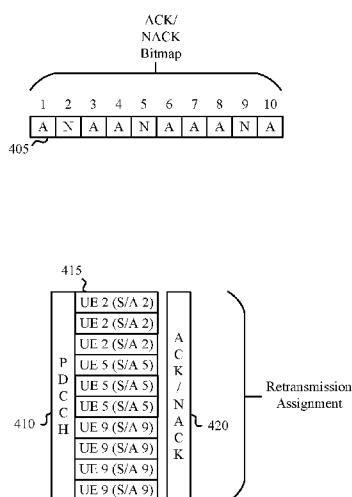 ACK/
NACK
Bitmap
1 2 3 4 5 6 7 8 9 10
A N A A N A A A N A
405
415
UE 2 (S/A 2)
UE 2 (S/A 2)
UE 2 (S/A 2)
UE 5 (S/A 5)
UE 5 (S/A 5)
UE 5 (S/A 5)
UE 9 (S/A 9)
UE 9 (S/A 9)
UE 9 (S/A 9)
UE 9 (S/A 9)
PDCCH
ACK/NACK
410
420
Retransmission
Assignment